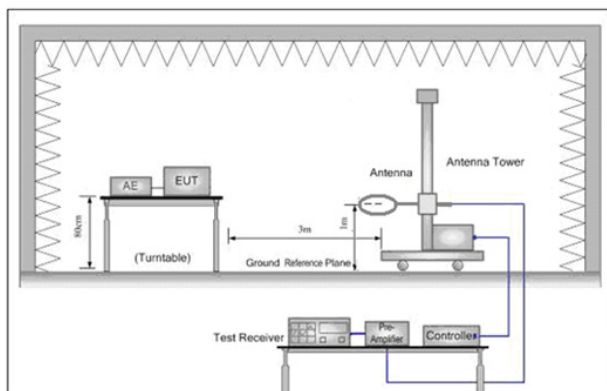 Antenna Tower
Antenna
AE
EUT
80cm
1m
3m
(Turntable)
Ground Reference Plane
Test Receiver
Pre-
Amplifier
Controller